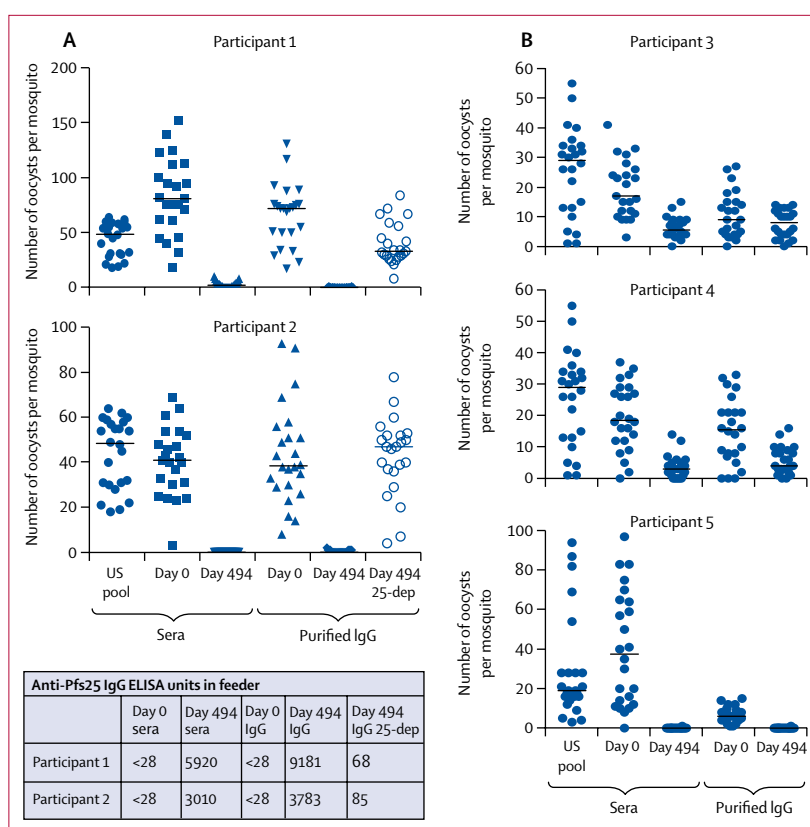 A
Participant 1
Number of oocysts per mosquito
200
150
100
50
0
Participant 2
Number of oocysts per mosquito
100
80
60
40
20
0
US pool
Day 0
Day 494
Day 0
Day 494
Day 494 25-dep
Sera
Purified IgG
Anti-Pfs25 IgG ELISA units in feeder
Day 0 sera
Day 494 sera
Day 0 IgG
Day 494 IgG
Day 494 IgG 25-dep
Participant 1 <28 5920 <28 9181 68
Participant 2 <28 3010 <28 3783 85
B
Participant 3
Number of oocysts per mosquito
60
50
40
30
20
10
0
Participant 4
Number of oocysts per mosquito
60
50
40
30
20
10
0
Participant 5
Number of oocysts per mosquito
100
80
60
40
20
0
US pool
Day 0
Day 494
Day 0
Day 494
Sera
Purified IgG